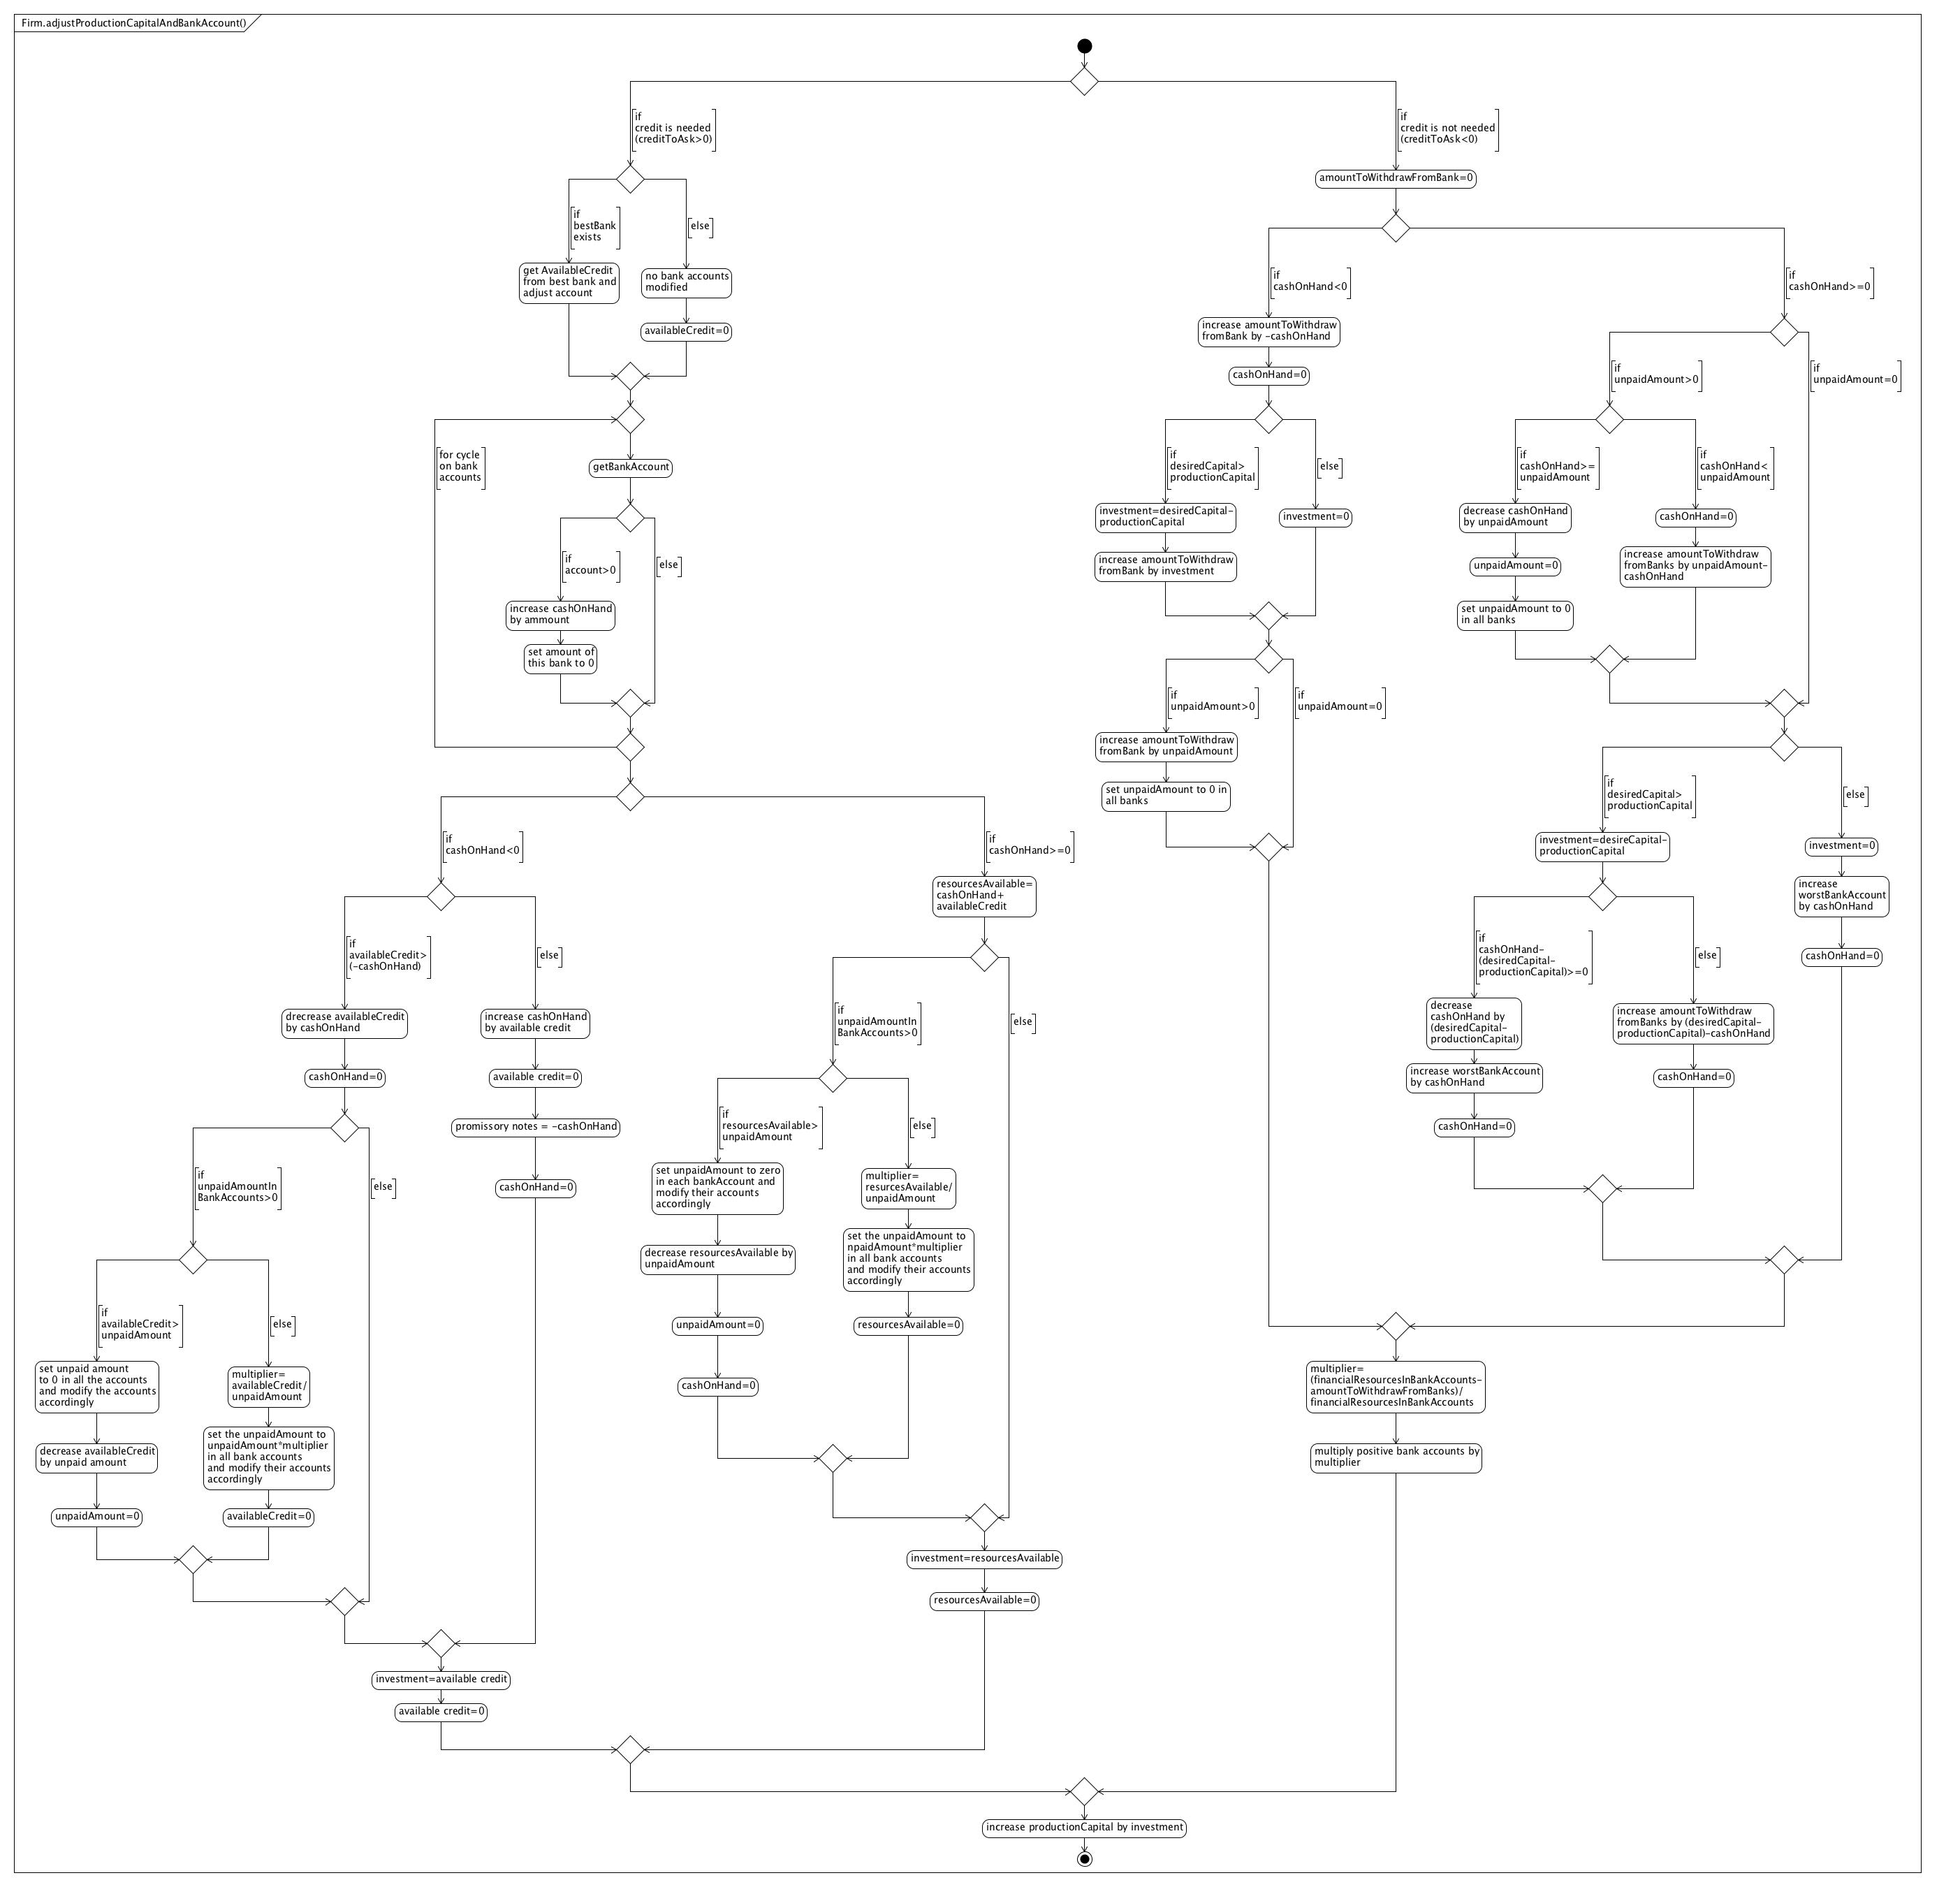 Firm.adjustProductionCapitalAndBankAccount()
if
credit is needed
(creditToAsk>0)
if
credit is not needed
(creditToAsk<0)
amountToWithdrawFromBank=0
if
bestBank
exists
else
get AvailableCredit
from best bank and
adjust account
no bank accounts
modified
availableCredit=0
for cycle
on bank
accounts
getBankAccount
if
account>0
else
increase cashOnHand
by ammount
set amount of
this bank to 0
if
cashOnHand<0
if
cashOnHand>=0
if
availableCredit>
(-cashOnHand)
else
drecrease availableCredit
by cashOnHand
cashOnHand=0
increase cashOnHand
by available credit
available credit=0
promissory notes = -cashOnHand
cashOnHand=0
if
unpaidAmountIn
BankAccounts>0
else
if
availableCredit>
unpaidAmount
else
set unpaid amount
to 0 in all the accounts
and modify the accounts
accordingly
decrease availableCredit
by unpaid amount
unpaidAmount=0
multiplier=
availableCredit/
unpaidAmount
set the unpaidAmount to
unpaidAmount*multiplier
in all bank accounts
and modify their accounts
accordingly
availableCredit=0
investment=available credit
available credit=0
resourcesAvailable=
cashOnHand+
availableCredit
if
unpaidAmountIn
BankAccounts>0
else
if
resourcesAvailable>
unpaidAmount
else
set unpaidAmount to zero
in each bankAccount and
modify their accounts
accordingly
decrease resourcesAvailable by
unpaidAmount
unpaidAmount=0
cashOnHand=0
multiplier=
resurcesAvailable/
unpaidAmount
set the unpaidAmount to
npaidAmount*multiplier
in all bank accounts
and modify their accounts
accordingly
resourcesAvailable=0
investment=resourcesAvailable
resourcesAvailable=0
if
cashOnHand<0
if
cashOnHand>=0
increase amountToWithdraw
fromBank by -cashOnHand
cashOnHand=0
if
desiredCapital>
productionCapital
else
investment=desiredCapital-
productionCapital
increase amountToWithdraw
fromBank by investment
investment=0
if
unpaidAmount>0
if
unpaidAmount=0
increase amountToWithdraw
fromBank by unpaidAmount
set unpaidAmount to 0 in
all banks
if
unpaidAmount>0
if
unpaidAmount=0
if
cashOnHand>=
unpaidAmount
if
cashOnHand<
unpaidAmount
decrease cashOnHand
by unpaidAmount
unpaidAmount=0
set unpaidAmount to 0
in all banks
cashOnHand=0
increase amountToWithdraw
fromBanks by unpaidAmount-
cashOnHand
if
desiredCapital>
productionCapital
else
investment=desireCapital-
productionCapital
investment=0
increase
worstBankAccount
by cashOnHand
cashOnHand=0
if
cashOnHand-
(desiredCapital-
productionCapital)>=0
else
decrease
cashOnHand by
(desiredCapital-
productionCapital)
increase worstBankAccount
by cashOnHand
cashOnHand=0
increase amountToWithdraw
fromBanks by (desiredCapital-
productionCapital)-cashOnHand
cashOnHand=0
multiplier=
(financialResourcesInBankAccounts-
amountToWithdrawFromBanks)/
financialResourcesInBankAccounts
multiply positive bank accounts by
multiplier
increase productionCapital by investment